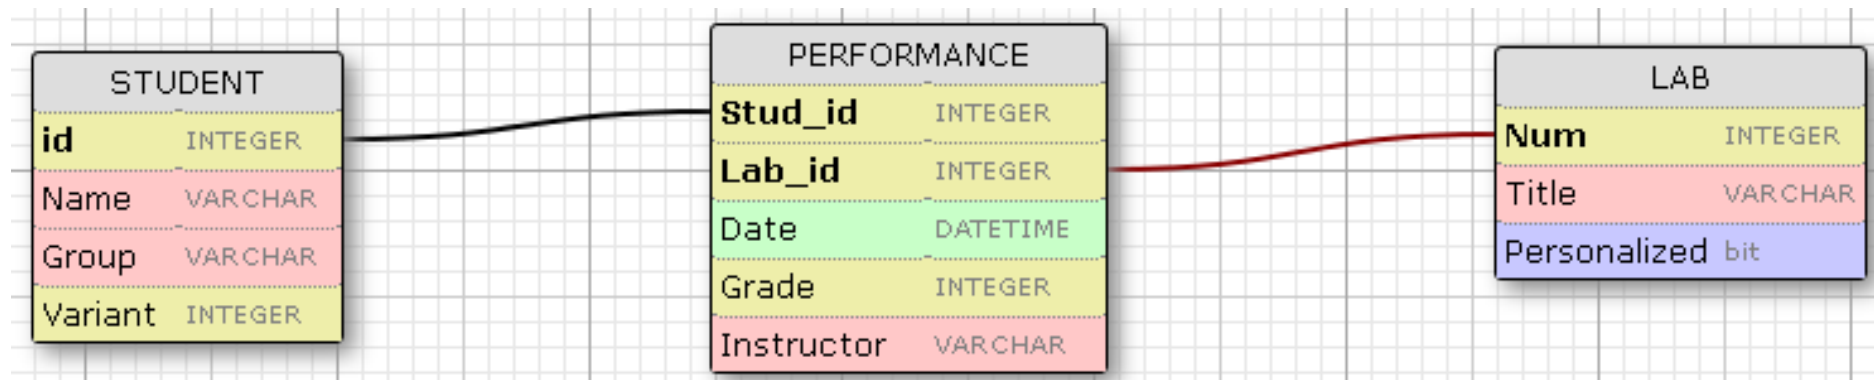 STUDENT
id INTEGER
Name VARCHAR
Group VARCHAR
Variant INTEGER
PERFORMANCE
Stud_id INTEGER
Lab_id INTEGER
Date DATETIME
Grade INTEGER
Instructor VARCHAR
LAB
Num INTEGER
Title VARCHAR
Personalized bit